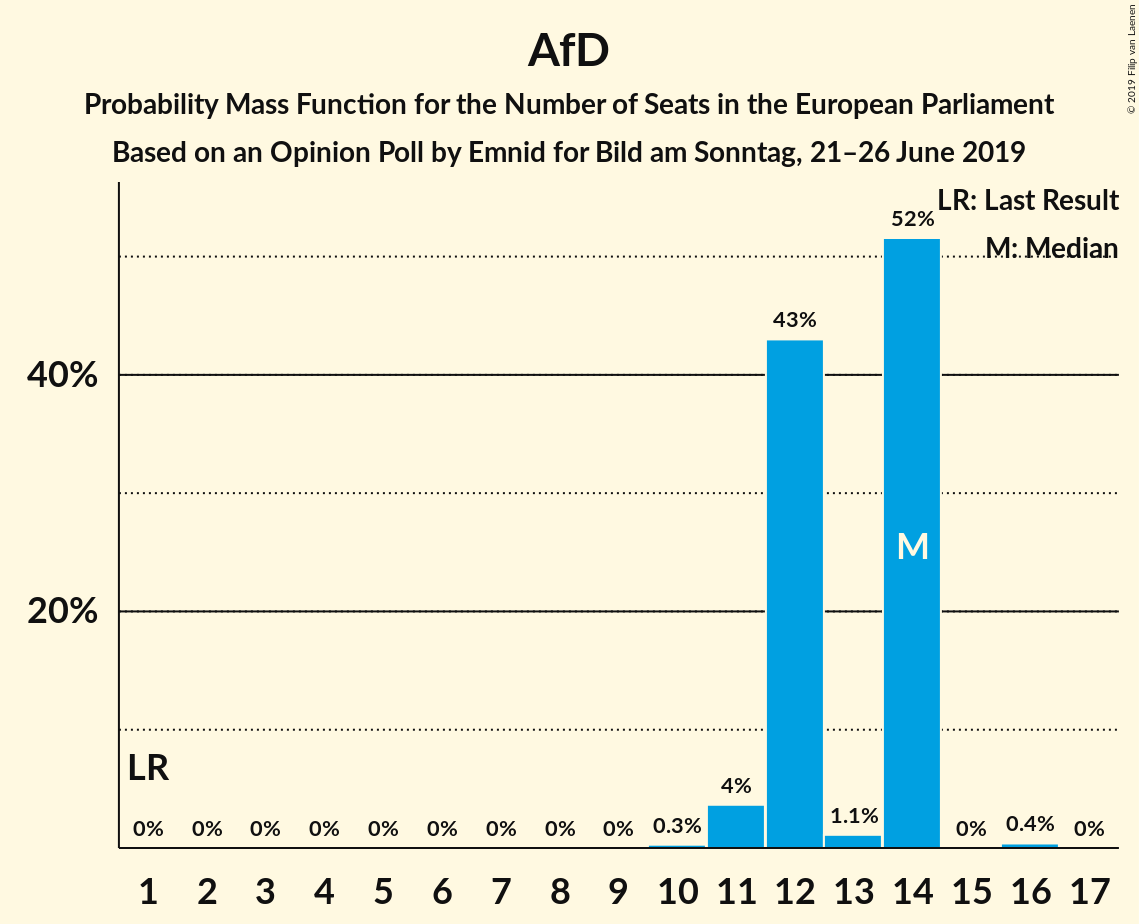 AfD
Probability Mass Function for the Number of Seats in the European Parliament
Based on an Opinion Poll by Emnid for Bild am Sonntag, 21–26 June 2019
© 2019 Filip van Laenen
LR: Last Result
M: Median
40%
20%
LR
0% 0% 0% 0% 0% 0% 0% 0% 0% 0.3% 4% 43% 1.1% 52% 0% 0.4% 0%
M
1 2 3 4 5 6 7 8 9 10 11 12 13 14 15 16 17